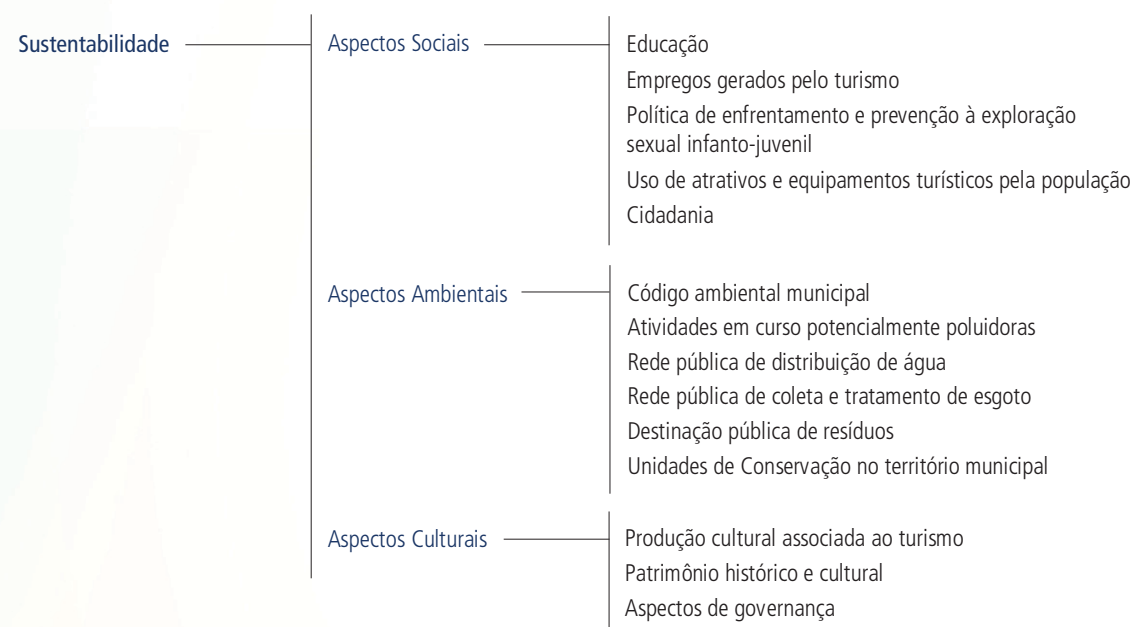 Sustentabilidade
Aspectos Sociais
Educação
Empregos gerados pelo turismo
Política de enfrentamento e prevenção à exploração
sexual infanto-juvenil
Uso de atrativos e equipamentos turísticos pela população
Cidadania
Aspectos Ambientais
Código ambiental municipal
Atividades em curso potencialmente poluidoras
Rede pública de distribuição de água
Rede pública de coleta e tratamento de esgoto
Destinação pública de resíduos
Unidades de Conservação no território municipal
Aspectos Culturais
Produção cultural associada ao turismo
Patrimônio histórico e cultural
Aspectos de governança